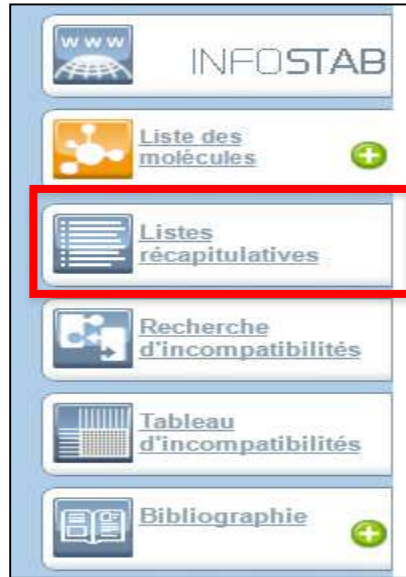 www
INFOSTAB
Liste des
molécules
Listes
récapitulatives
Recherche
d'incompatibilités
Tableau
d'incompatibilités
Bibliographie